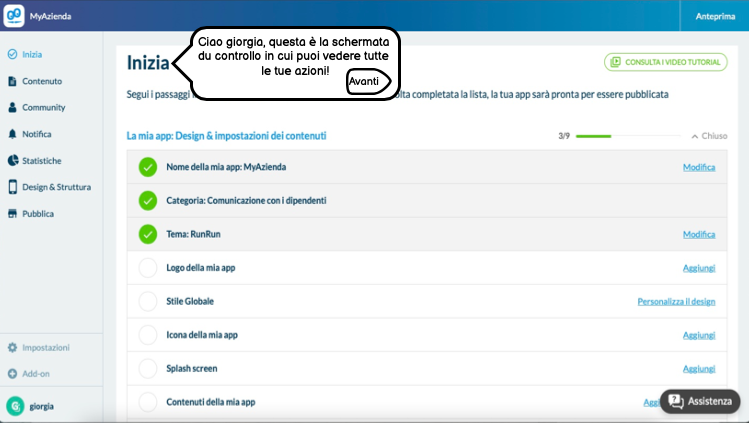 MyAzienda
Anteprima
Inizia
Contenuto
Community
Notifica
Statistiche
Design & Struttura
Pubblica
Impostazioni
Add-on
giorgia
Inizia
Ciao giorgia, questa è la schermata
du controllo in cui puoi vedere tutte
le tue azioni!
Avanti
CONSULTA I VIDEO TUTORIAL
Segui i passaggi
completata la lista, la tua app sarà pronta per essere pubblicata
La mia app: Design & impostazioni dei contenuti
3/9
Chiuso
Nome della mia app: MyAzienda
Modifica
Categoria: Comunicazione con i dipendenti
Tema: RunRun
Modifica
Logo della mia app
Aggiungi
Stile Globale
Personalizza il design
Icona della mia app
Aggiungi
Splash screen
Aggiungi
Contenuti della mia app
Assistenza